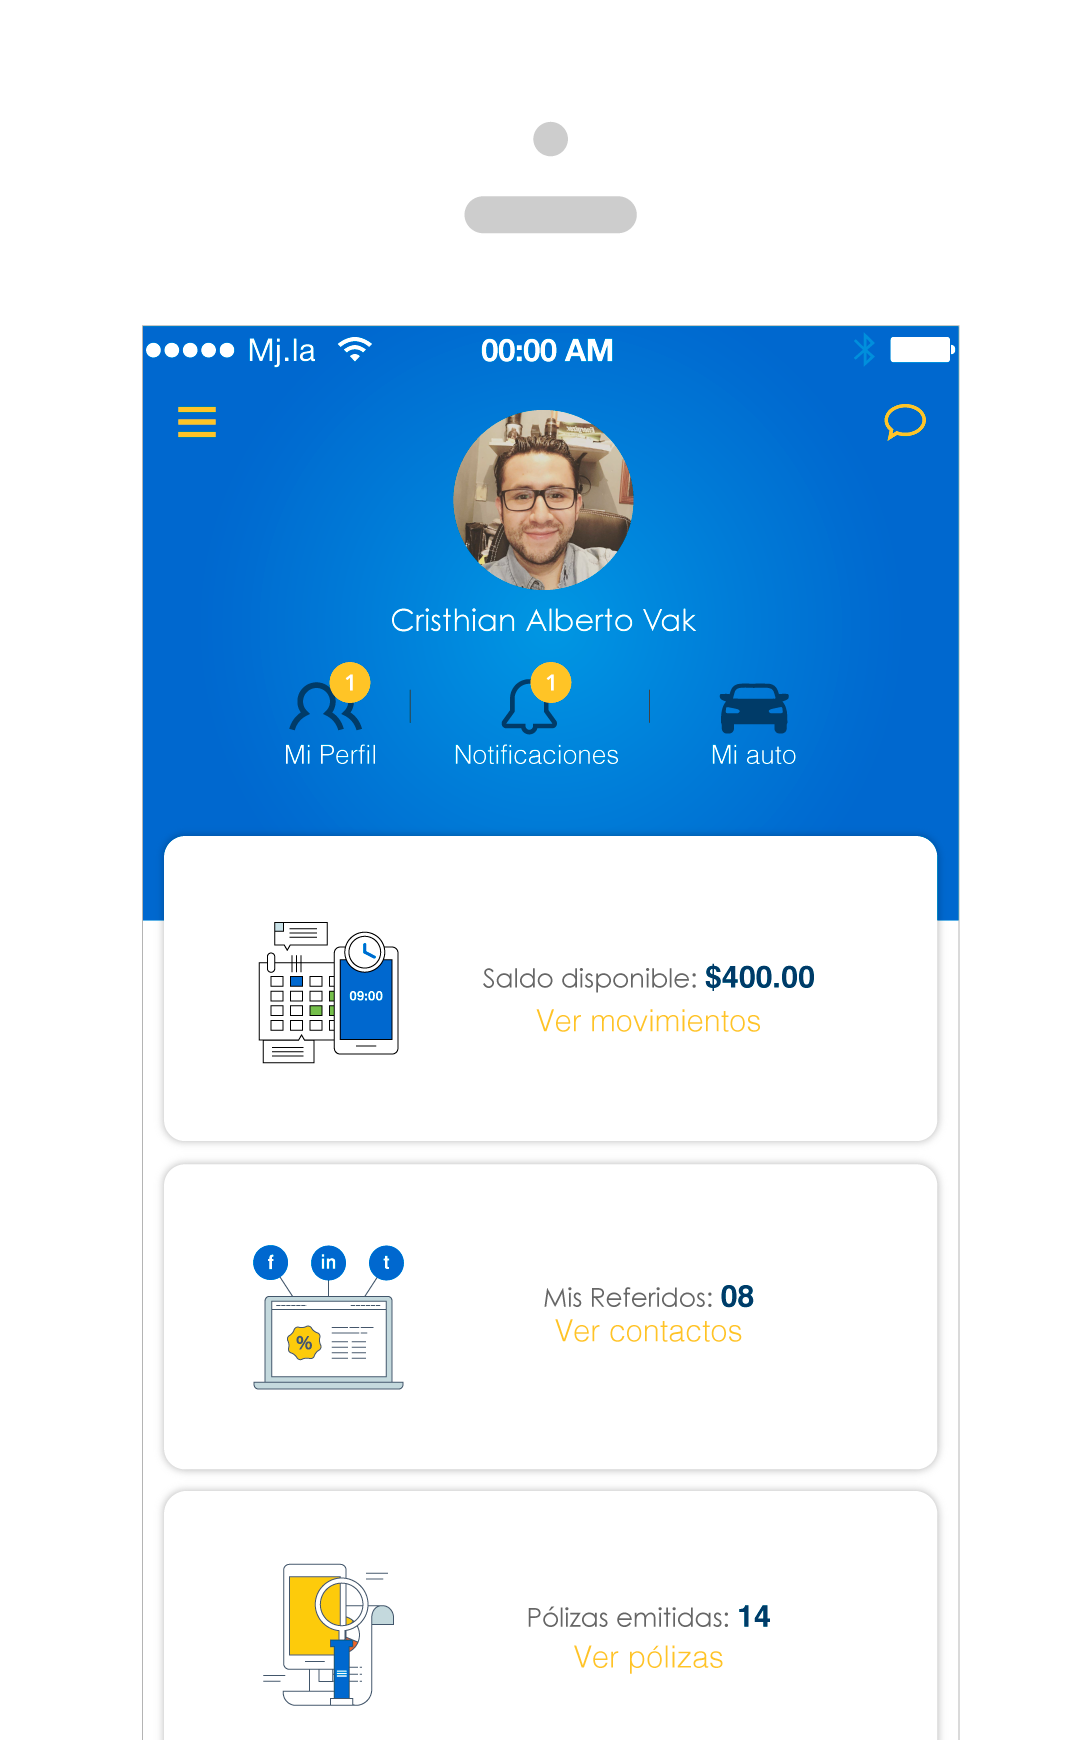 Mj.la 00:00 AM
Cristhian Alberto Vak
1 1
Mi Perfil Notificaciones Mi auto
09:00
Saldo disponible: $400.00
Ver movimientos
f in t
%
Mis Referidos: 08
Ver contactos
Pólizas emitidas: 14
Ver pólizas